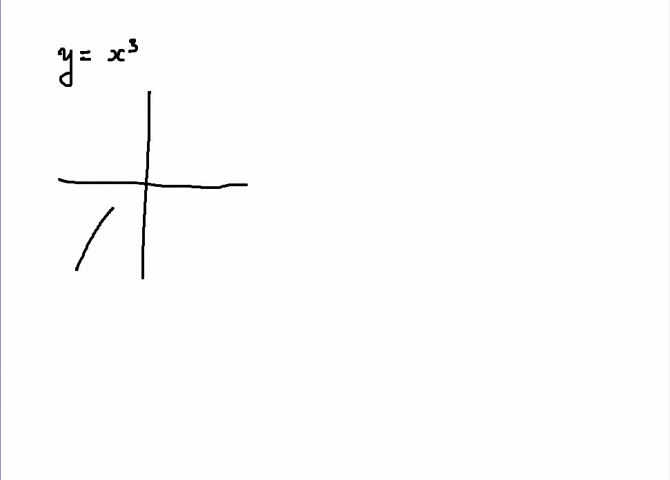 y = x³